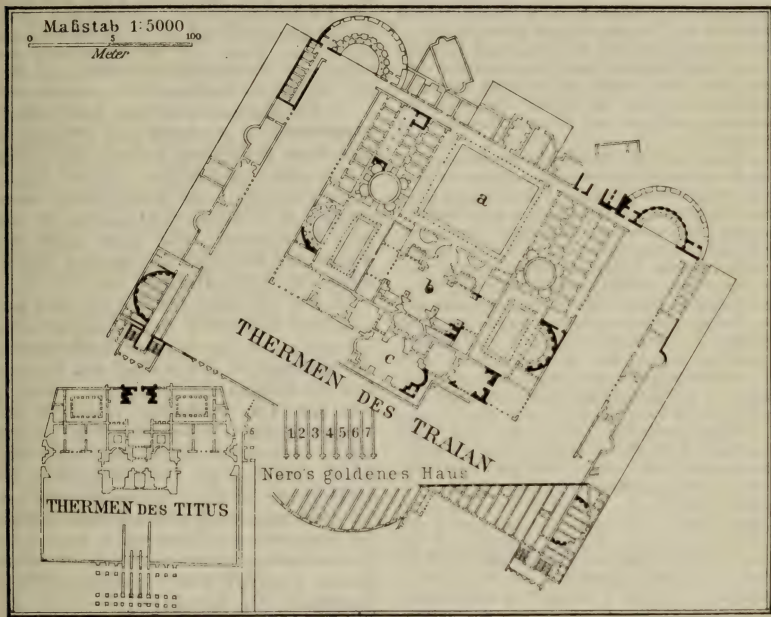 Maßstab 1:5000
0 5 100
Meter
a
b
c
THERMEN DES TRAIAN
1 2 3 4 5 6 7
Nero's goldenes Haus
THERMEN DES TITUS